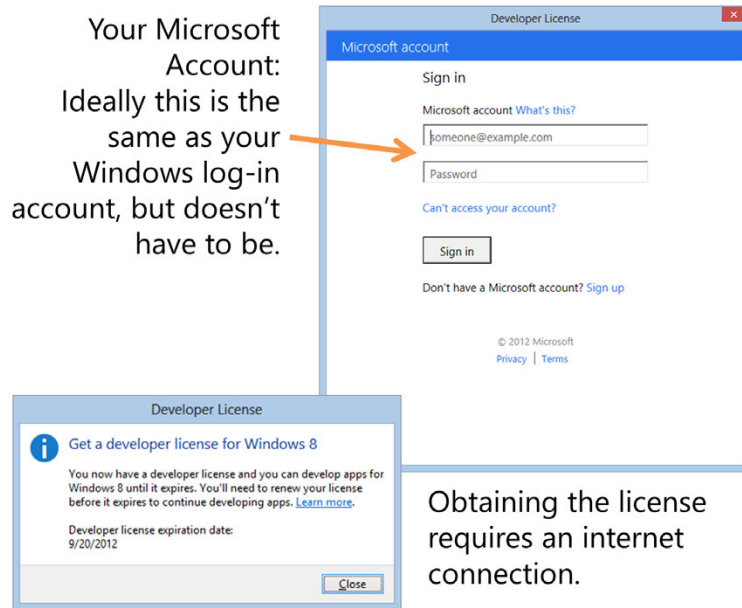 Your Microsoft
Account:
Ideally this is the
same as your
Windows log-in
account, but doesn't
have to be.
Developer License
x
Microsoft account
Sign in
Microsoft account What's this?
someone@example.com
Password
Can't access your account?
Sign in
Don't have a Microsoft account? Sign up
© 2012 Microsoft
Privacy | Terms
Developer License
i
Get a developer license for Windows 8
You now have a developer license and you can develop apps for
Windows 8 until it expires. You'll need to renew your license
before it expires to continue developing apps. Learn more.
Developer license expiration date:
9/20/2012
Close
Obtaining the license
requires an internet
connection.